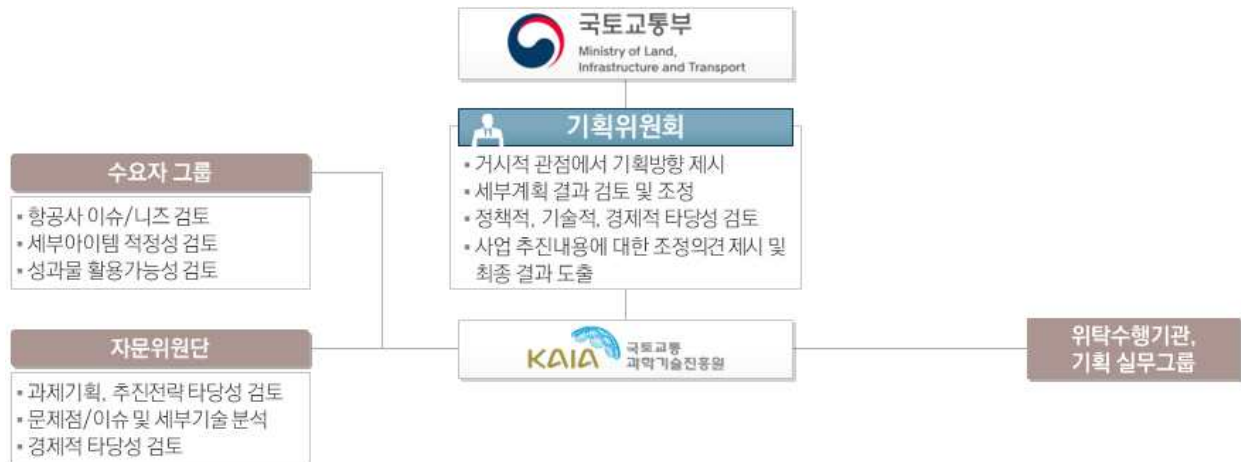 국토교통부
Ministry of Land,
Infrastructure and Transport
기획위원회
▪ 거시적 관점에서 기획방향 제시
▪ 세부계획 결과 검토 및 조정
▪ 정책적, 기술적, 경제적 타당성 검토
▪ 사업 추진내용에 대한 조정의견 제시 및
최종 결과 도출
수요자 그룹
▪ 항공사 이슈/니즈 검토
▪ 세부아이템 적정성 검토
▪ 성과물 활용가능성 검토
자문위원단
▪ 과제기획, 추진전략 타당성 검토
▪ 문제점/이슈 및 세부기술 분석
▪ 경제적 타당성 검토
KAIA 국토교통
과학기술진흥원
위탁수행기관,
기획 실무그룹